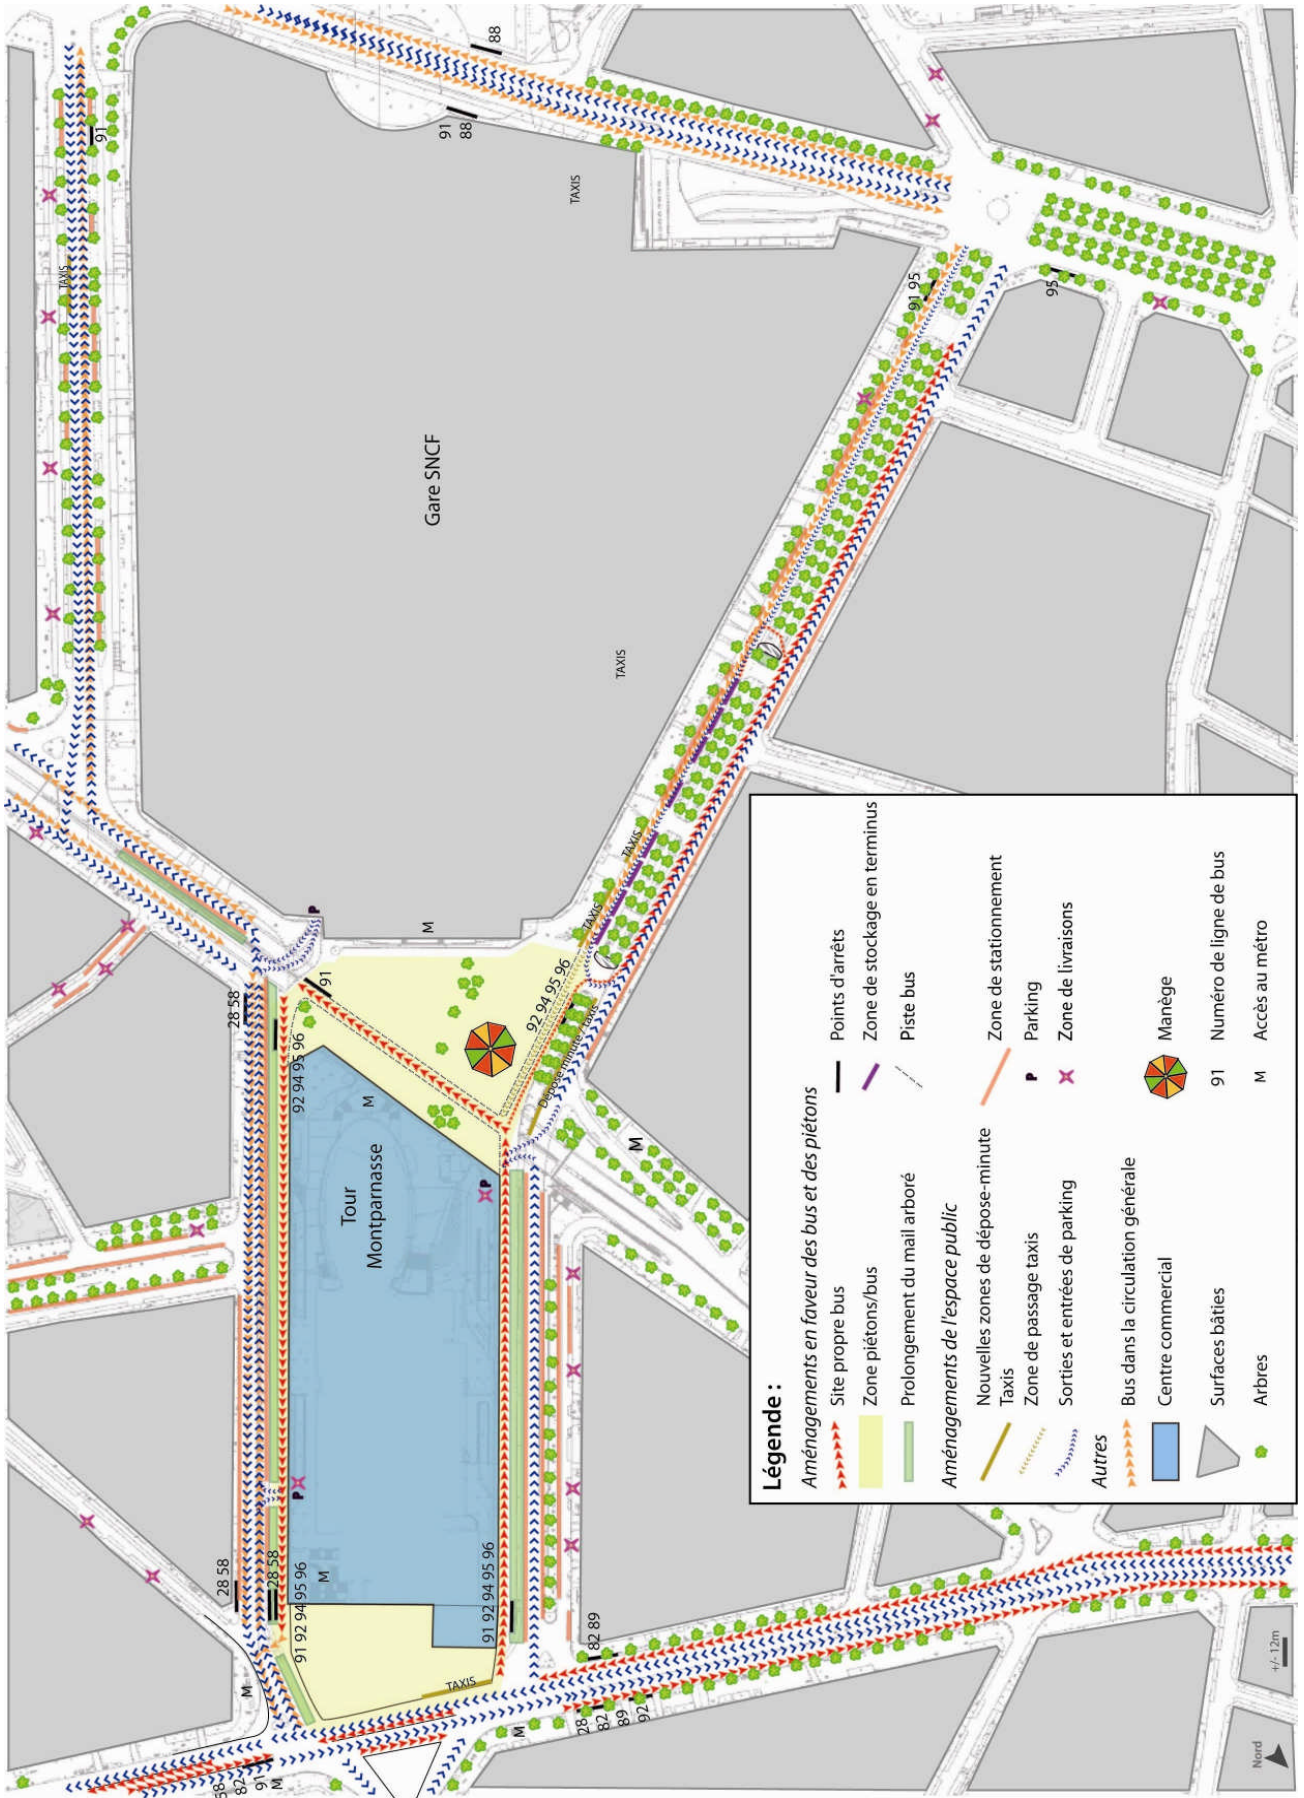 88
91
88
91
TAXIS
TAXIS
91 95
95
Gare SNCF
TAXIS
TAXIS
TAXIS
P
M
91
28 58
92 94 95 96
92 94 95 96
Dépose minute / taxis
M
M
Tour
Montparnasse
P
P
28 58
28 58
91 92 94 95 96
M
91 92 94 95 96
TAXIS
82 89
28
82
89
92
M
M
58
82
91
M
Légende :
Aménagements en faveur des bus et des piétons
Site propre bus
Points d'arrêts
Zone piétons/bus
Zone de stockage en terminus
Prolongement du mail arboré
Piste bus
Aménagements de l'espace public
Nouvelles zones de dépose-minute
Taxis
Zone de stationnement
Zone de passage taxis
P
Parking
Sorties et entrées de parking
Zone de livraisons
Autres
Bus dans la circulation générale
Centre commercial
Manège
Surfaces bâties
91
Numéro de ligne de bus
Arbres
M
Accès au métro
Nord
+/- 12m